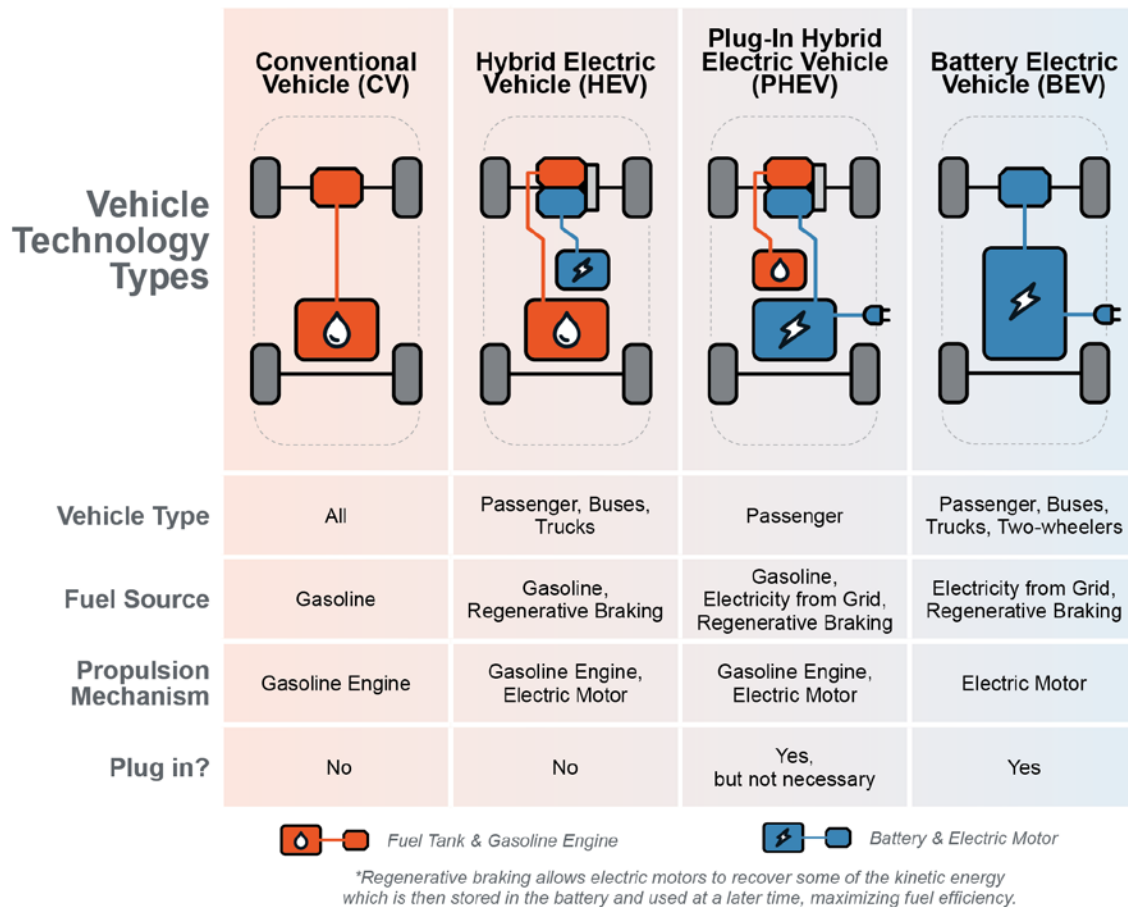 Conventional
Vehicle (CV)
Hybrid Electric
Vehicle (HEV)
Plug-In Hybrid
Electric Vehicle
(PHEV)
Battery Electric
Vehicle (BEV)
Vehicle
Technology
Types
Vehicle Type
All
Passenger, Buses,
Trucks
Passenger
Passenger, Buses,
Trucks, Two-wheelers
Fuel Source
Gasoline
Gasoline,
Regenerative Braking
Gasoline,
Electricity from Grid,
Regenerative Braking
Electricity from Grid,
Regenerative Braking
Propulsion
Mechanism
Gasoline Engine
Gasoline Engine,
Electric Motor
Gasoline Engine,
Electric Motor
Electric Motor
Plug in?
No
No
Yes,
but not necessary
Yes
Fuel Tank & Gasoline Engine
Battery & Electric Motor
*Regenerative braking allows electric motors to recover some of the kinetic energy
which is then stored in the battery and used at a later time, maximizing fuel efficiency.